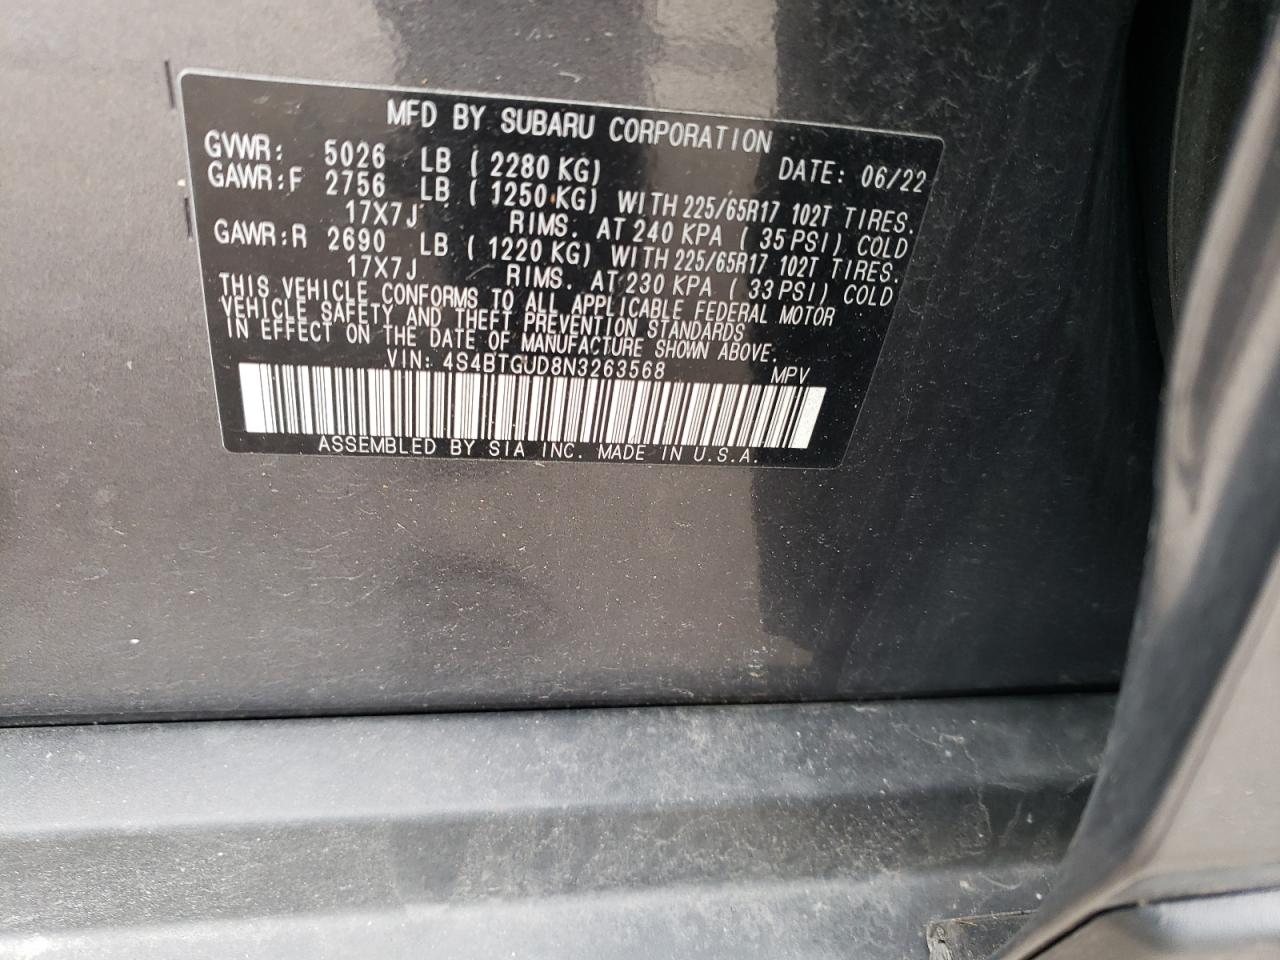 MFD BY SUBARU CORPORATION
GVWR: 5026 LB (2280 KG) DATE: 06/22
GAWR:F 2756 LB (1250 KG) WITH 225/65R17 102T TIRES.
17X7J RIMS. AT 240 KPA (35 PSI) COLD
GAWR:R 2690 LB (1220 KG) WITH 225/65R17 102T TIRES.
17X7J RIMS. AT 230 KPA (33 PSI) COLD
THIS VEHICLE CONFORMS TO ALL APPLICABLE FEDERAL MOTOR
VEHICLE SAFETY AND THEFT PREVENTION STANDARDS
IN EFFECT ON THE DATE OF MANUFACTURE SHOWN ABOVE.
VIN: 4S4BTGUD8N3263568 MPV
ASSEMBLED BY SIA INC. MADE IN U.S.A.